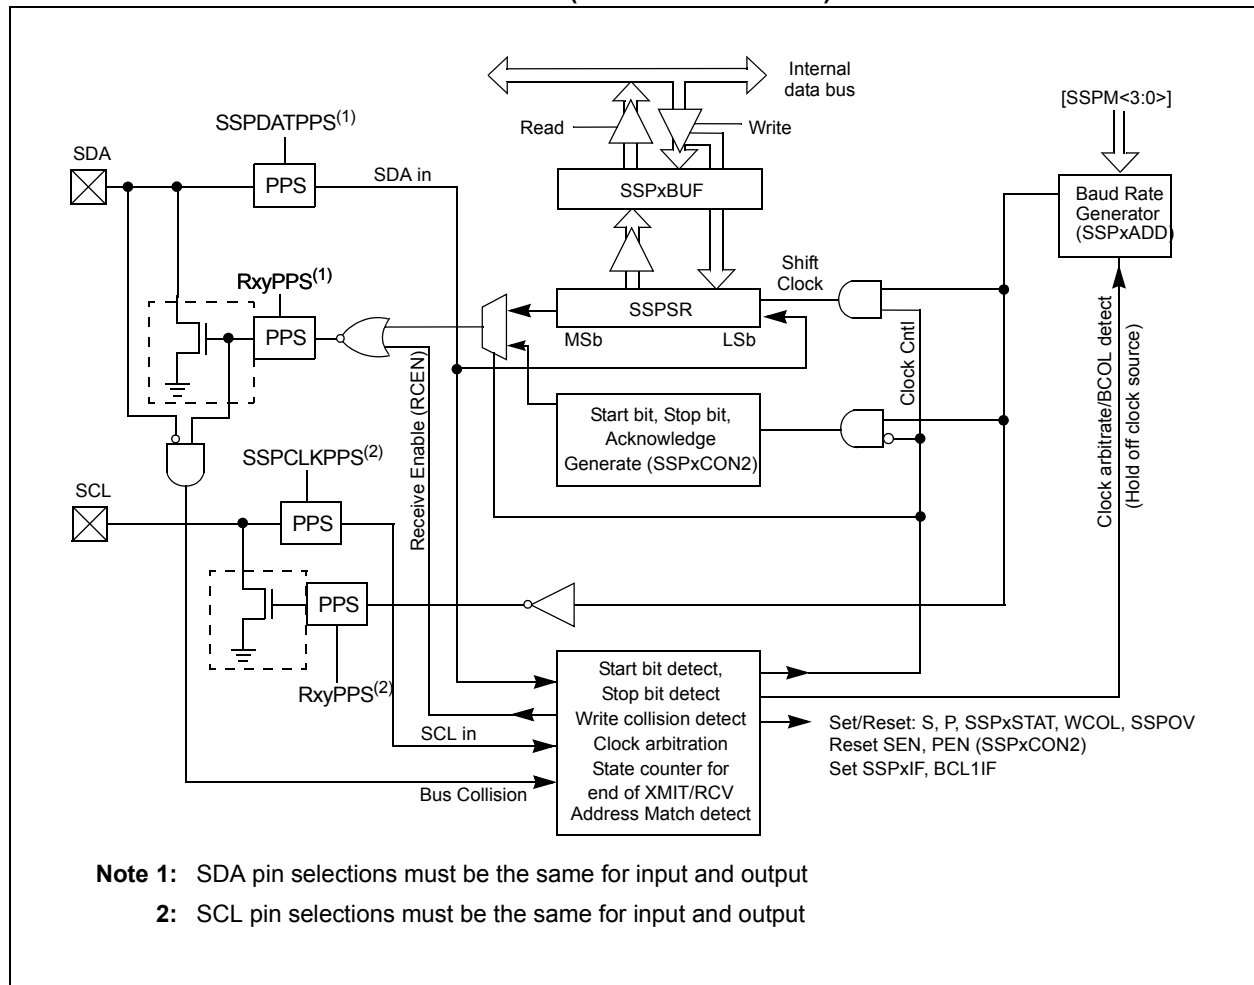 Internal
data bus
[SSPM<3:0>]
SSPDATPPS(1)
Read
Write
SDA
PPS
SDA in
SSPxBUF
Baud Rate
Generator
(SSPxADD)
Shift
Clock
RxyPPS(1)
SSPSR
PPS
MSb
LSb
Clock Cntl
Receive Enable (RCEN)
Clock arbitrate/BCOL detect
(Hold off clock source)
Start bit, Stop bit,
Acknowledge
Generate (SSPxCON2)
SSPCLKPPS(2)
SCL
PPS
PPS
RxyPPS(2)
SCL in
Bus Collision
Start bit detect,
Stop bit detect
Write collision detect
Clock arbitration
State counter for
end of XMIT/RCV
Address Match detect
Set/Reset: S, P, SSPxSTAT, WCOL, SSPOV
Reset SEN, PEN (SSPxCON2)
Set SSPxIF, BCL1IF
Note 1: SDA pin selections must be the same for input and output
2: SCL pin selections must be the same for input and output